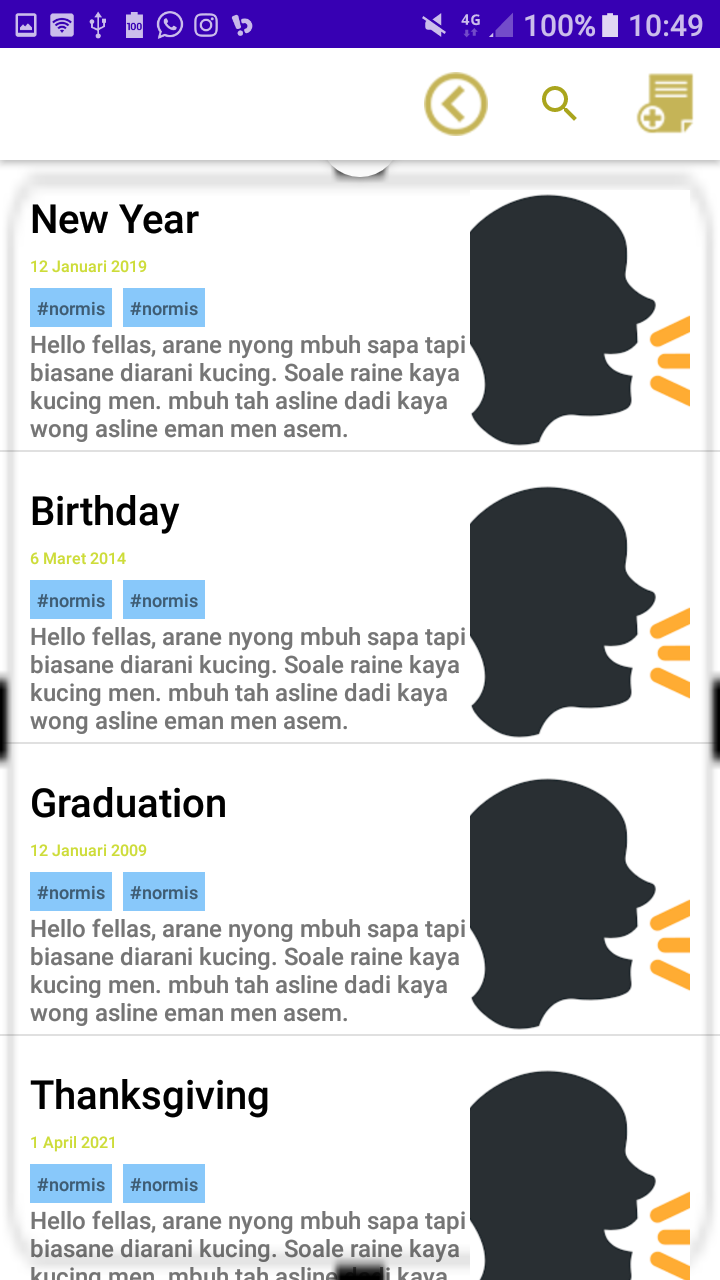 4G 100% 10:49
100
New Year
12 Januari 2019
#normis #normis
Hello fellas, arane nyong mbuh sapa tapi
biasane diarani kucing. Soale raine kaya
kucing men. mbuh tah asline dadi kaya
wong asline eman men asem.
Birthday
6 Maret 2014
#normis #normis
Hello fellas, arane nyong mbuh sapa tapi
biasane diarani kucing. Soale raine kaya
kucing men. mbuh tah asline dadi kaya
wong asline eman men asem.
Graduation
12 Januari 2009
#normis #normis
Hello fellas, arane nyong mbuh sapa tapi
biasane diarani kucing. Soale raine kaya
kucing men. mbuh tah asline dadi kaya
wong asline eman men asem.
Thanksgiving
1 April 2021
#normis #normis
Hello fellas, arane nyong mbuh sapa tapi
biasane diarani kucing. Soale raine kaya
kucing men. mbuh tah asline dadi kaya